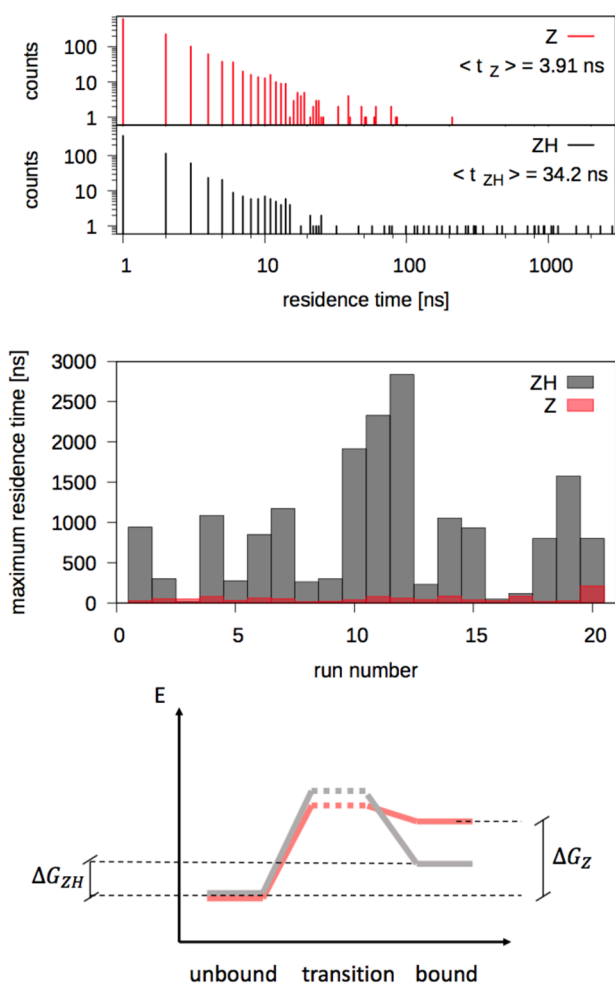 counts
100
10
1
Z
< t Z > = 3.91 ns
counts
100
10
1
ZH
< t ZH > = 34.2 ns
1 10 100 1000
residence time [ns]
maximum residence time [ns]
3000
2500
2000
1500
1000
500
0
ZH
Z
0 5 10 15 20
run number
E
ΔG_ZH
ΔG_Z
unbound transition bound